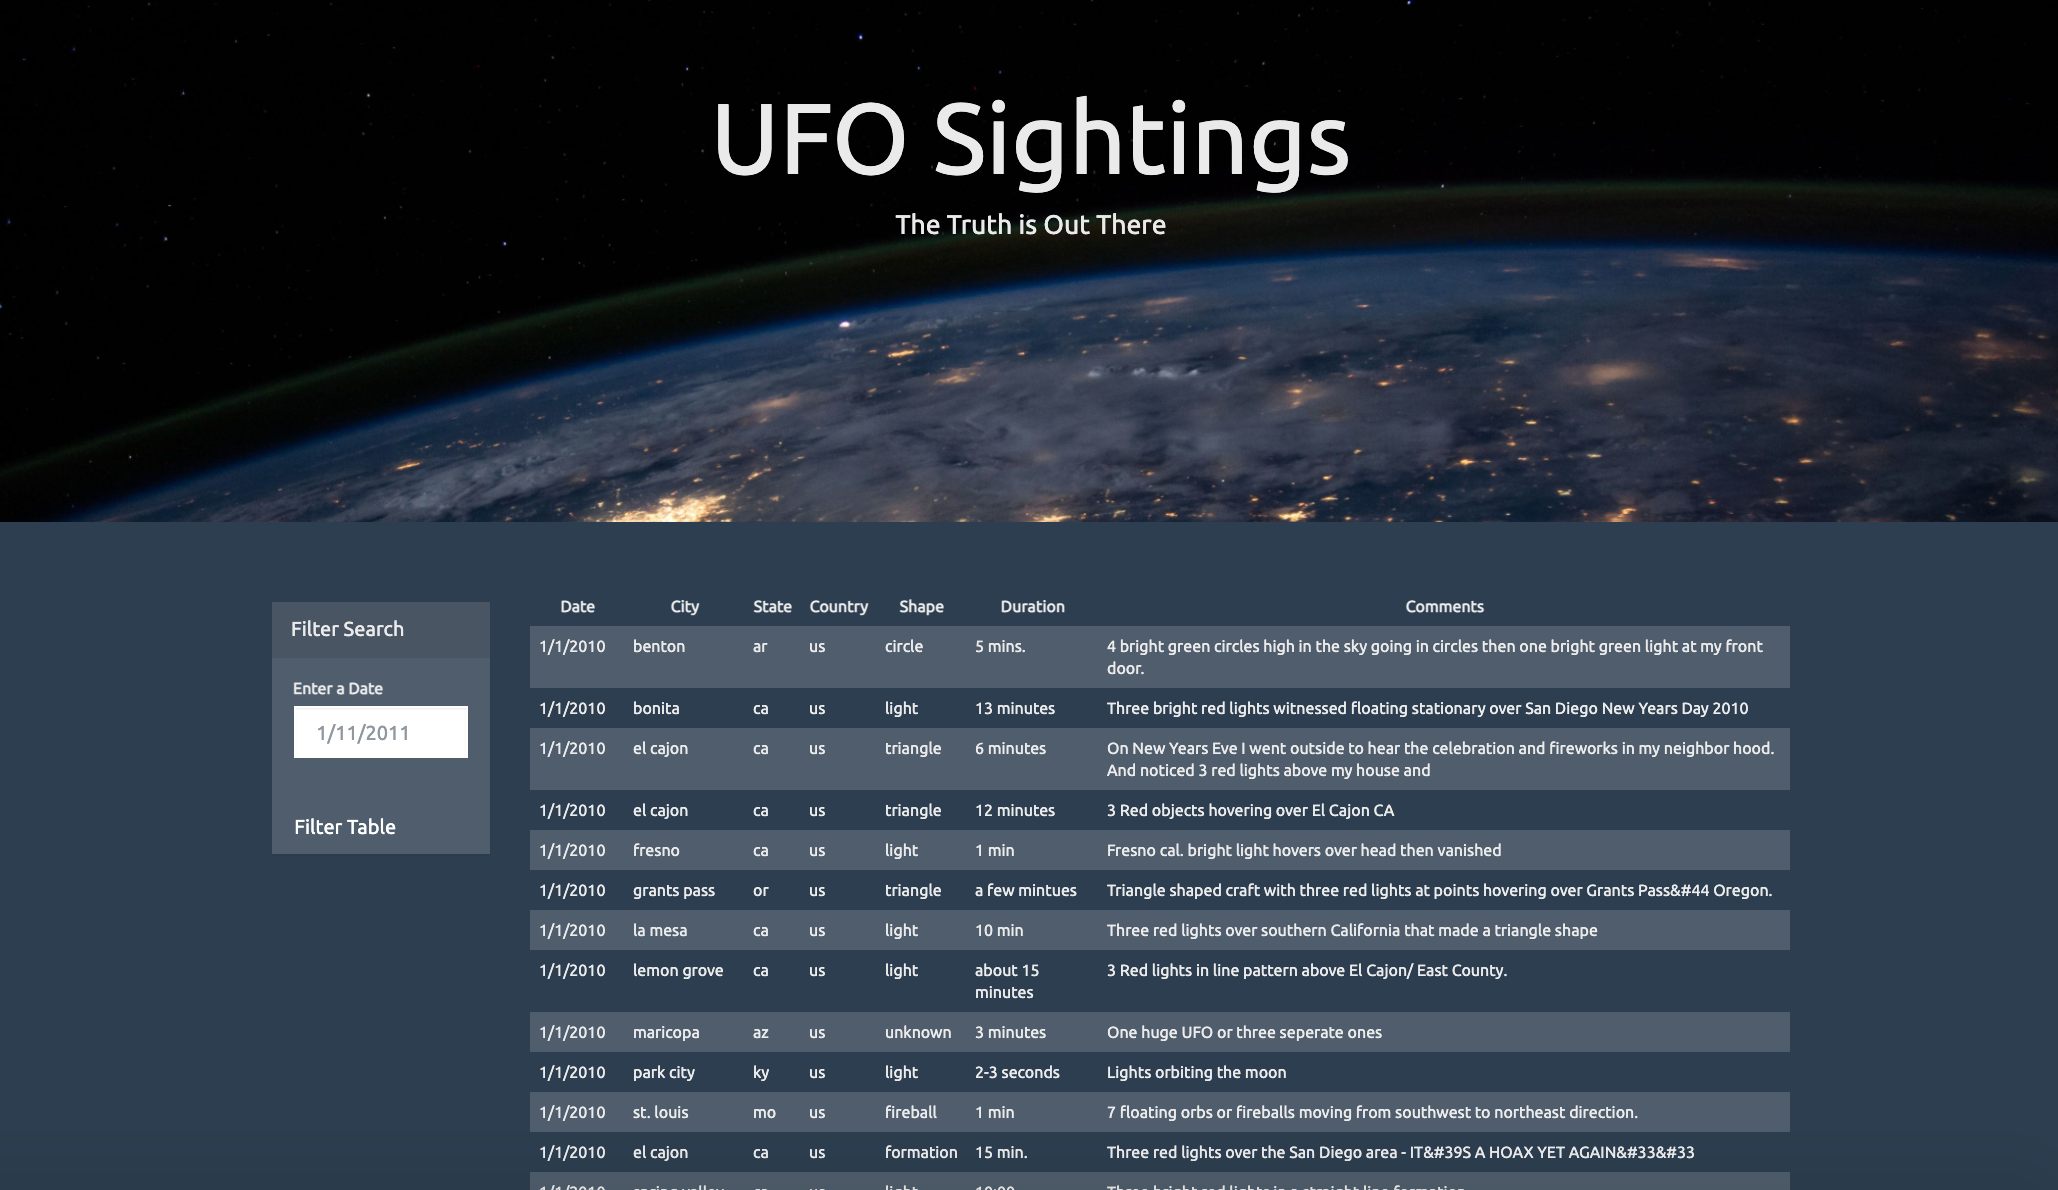 UFO Sightings
The Truth is Out There
Filter Search
Enter a Date
1/11/2011
Filter Table
Date City State Country Shape Duration Comments
1/1/2010 benton ar us circle 5 mins. 4 bright green circles high in the sky going in circles then one bright green light at my front
door.
1/1/2010 bonita ca us light 13 minutes Three bright red lights witnessed floating stationary over San Diego New Years Day 2010
1/1/2010 el cajon ca us triangle 6 minutes On New Years Eve I went outside to hear the celebration and fireworks in my neighbor hood.
And noticed 3 red lights above my house and
1/1/2010 el cajon ca us triangle 12 minutes 3 Red objects hovering over El Cajon CA
1/1/2010 fresno ca us light 1 min Fresno cal. bright light hovers over head then vanished
1/1/2010 grants pass or us triangle a few mintues Triangle shaped craft with three red lights at points hovering over Grants Pass&#44 Oregon.
1/1/2010 la mesa ca us light 10 min Three red lights over southern California that made a triangle shape
1/1/2010 lemon grove ca us light about 15 3 Red lights in line pattern above El Cajon/ East County.
minutes
1/1/2010 maricopa az us unknown 3 minutes One huge UFO or three seperate ones
1/1/2010 park city ky us light 2-3 seconds Lights orbiting the moon
1/1/2010 st. louis mo us fireball 1 min 7 floating orbs or fireballs moving from southwest to northeast direction.
1/1/2010 el cajon ca us formation 15 min. Three red lights over the San Diego area - IT&#39S A HOAX YET AGAIN&#33&#33